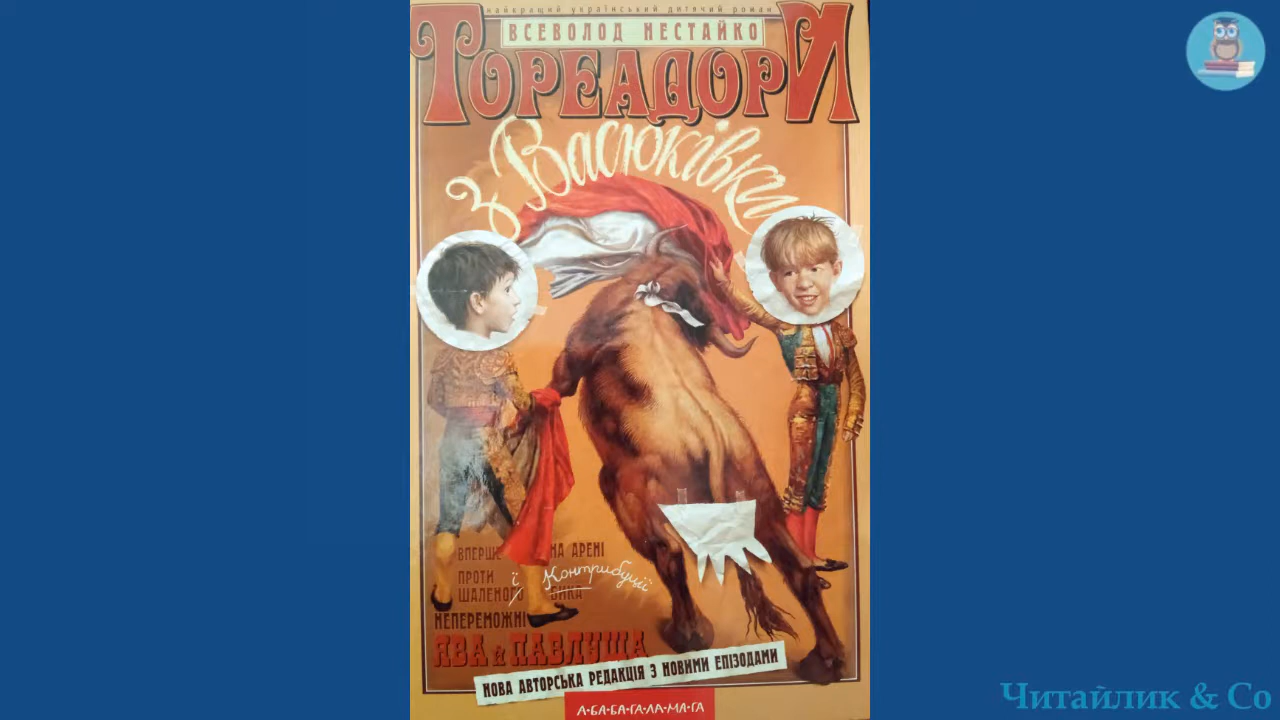 найкращий український дитячий роман
ВСЕВОЛОД НЕСТАЙКО
ТОРЕАДОРИ
з Васюківки
ВПЕРШЕ НА АРЕНІ
ПРОТИ ї Контрибуції
ШАЛЕНОГО БИКА
НЕПЕРЕМОЖНІ
ЯВА й ПАВЛУША
НОВА АВТОРСЬКА РЕДАКЦІЯ З НОВИМИ ЕПІЗОДАМИ
А·БА·БА·ГА·ЛА·МА·ГА
Читайлик & Co